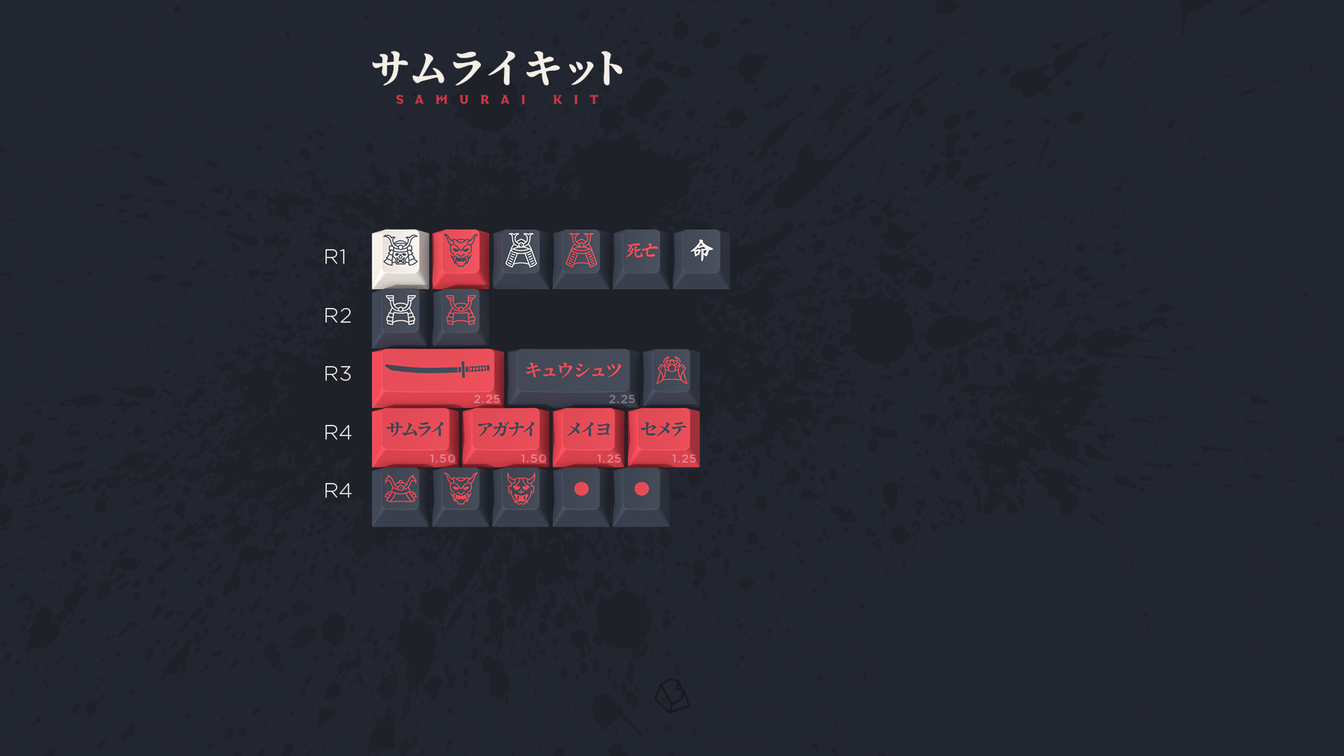 サムライキット
SAMURAI KIT
R1 死亡 命
R2
R3 2.25 キュウシュツ 2.25
R4 サムライ 1.50 アガナイ 1.50 メイヨ 1.25 セメテ 1.25
R4